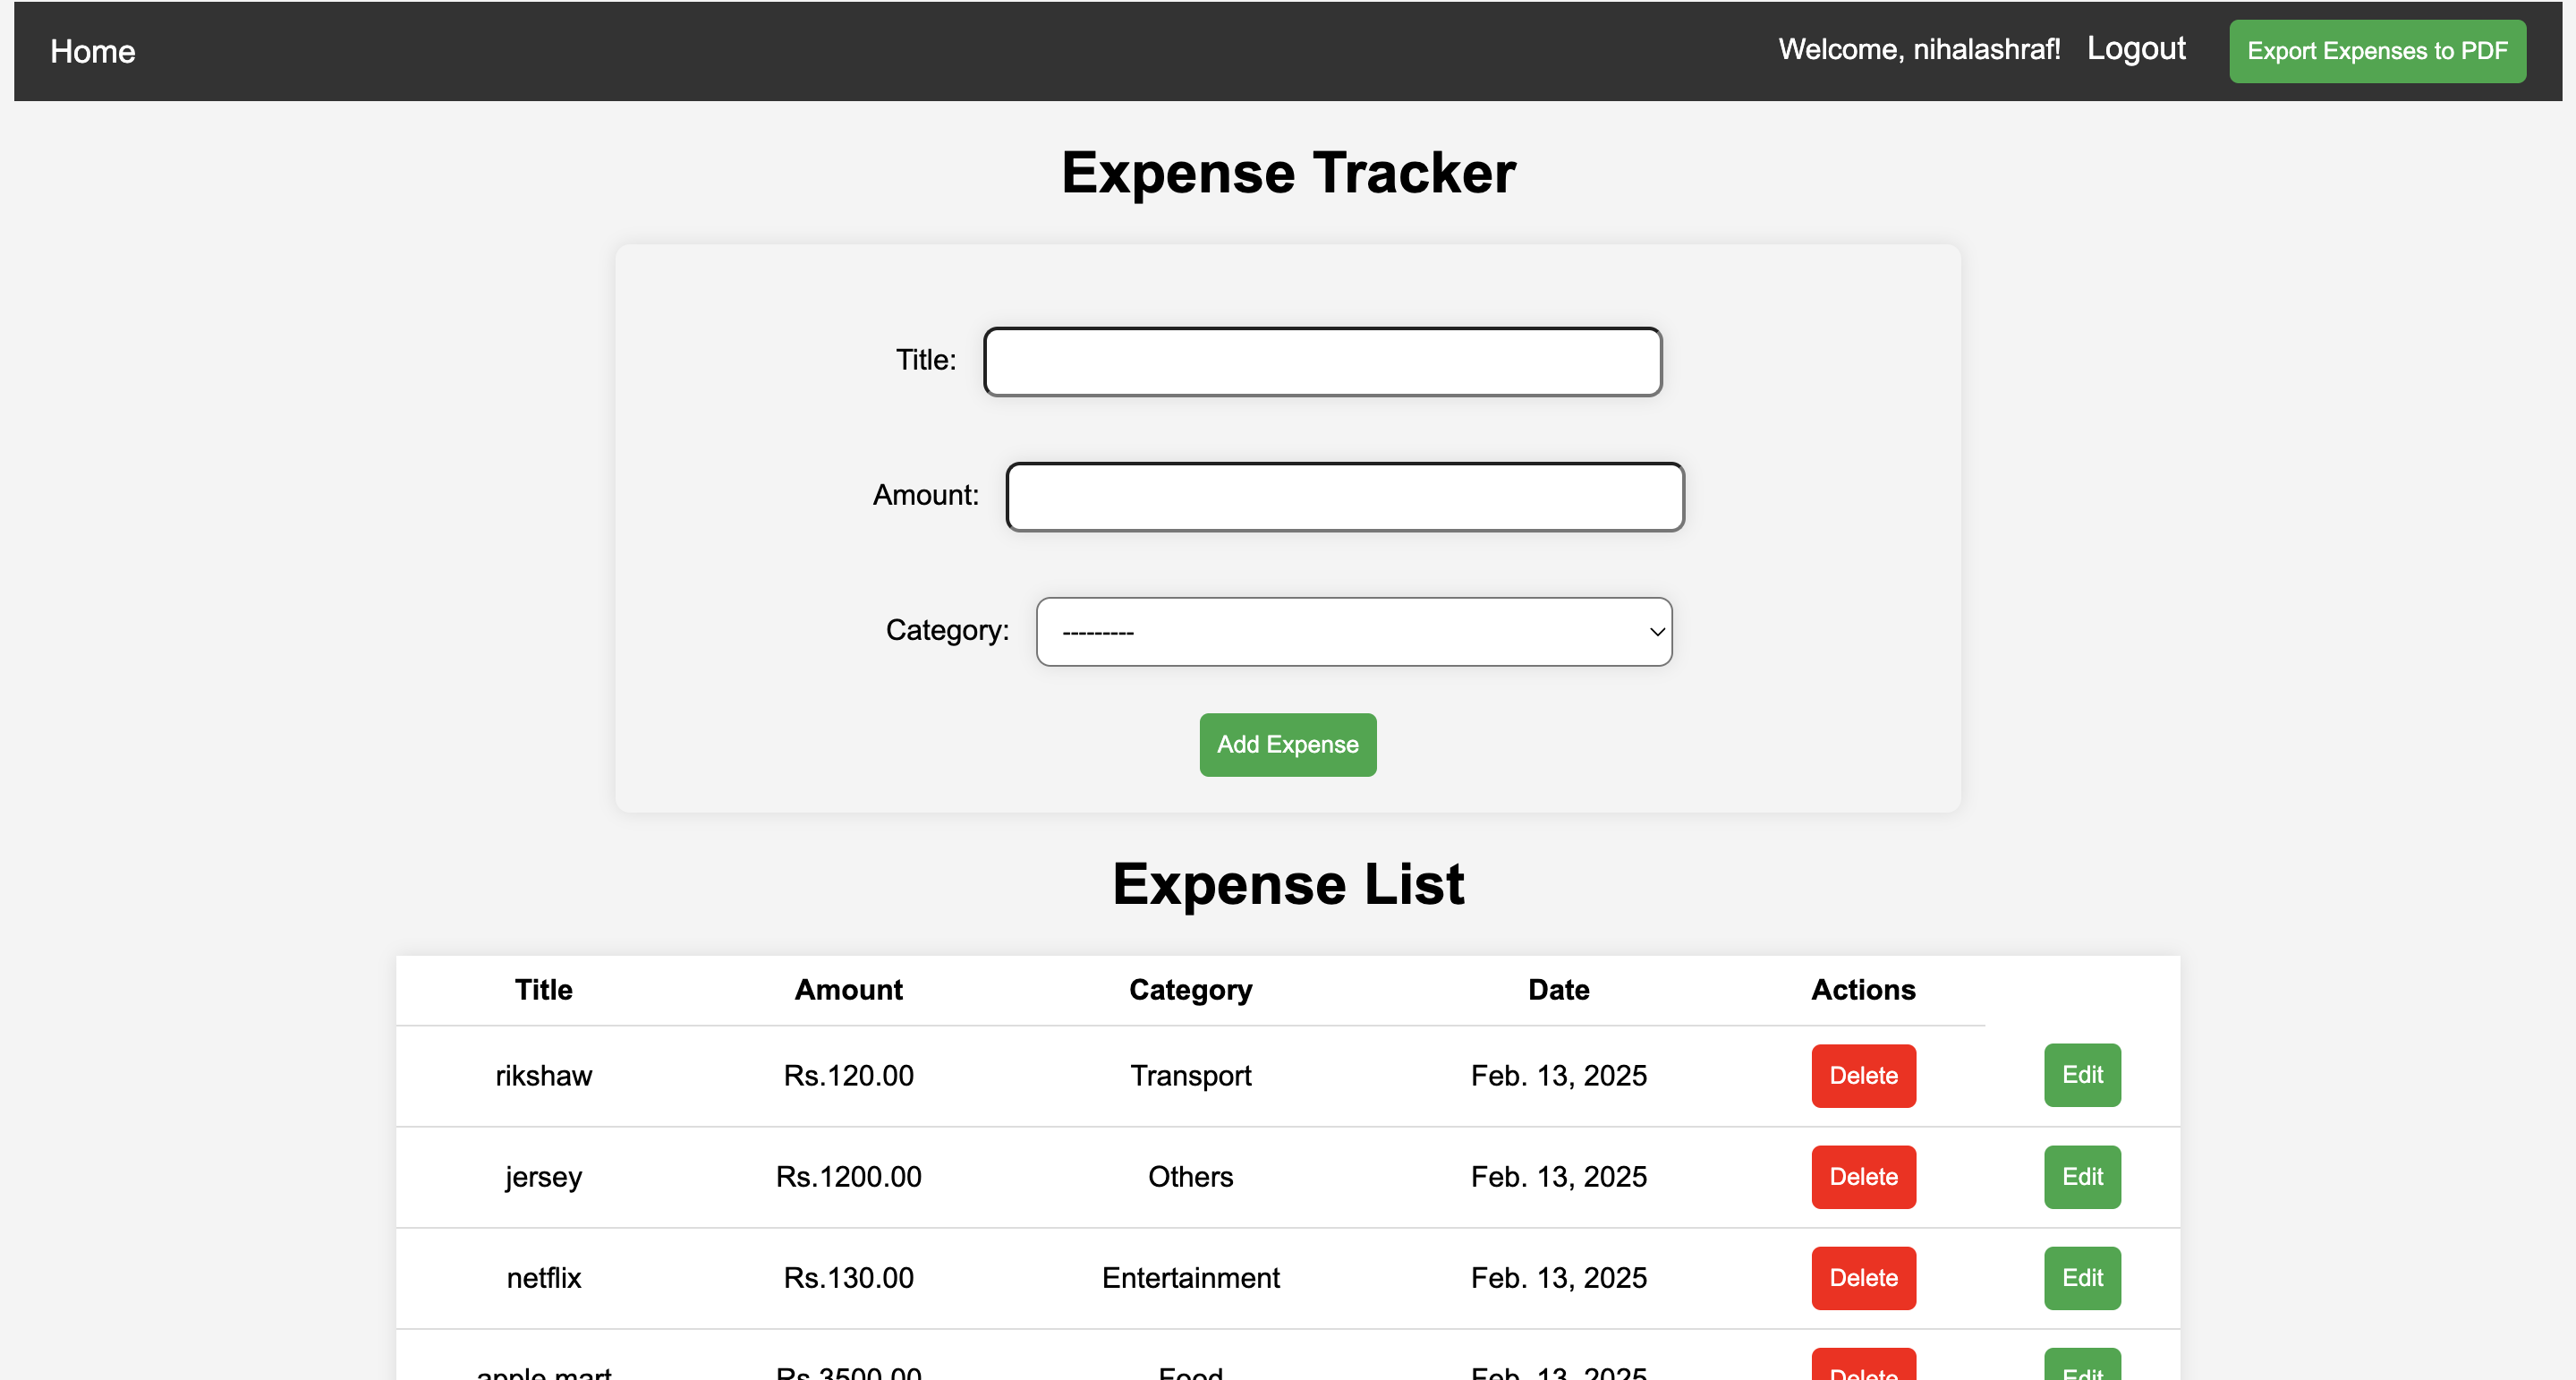 Home Welcome, nihalashraf! Logout Export Expenses to PDF
Expense Tracker
Title:
Amount:
Category: ---------
Add Expense
Expense List
Title Amount Category Date Actions
rikshaw Rs.120.00 Transport Feb. 13, 2025 Delete Edit
jersey Rs.1200.00 Others Feb. 13, 2025 Delete Edit
netflix Rs.130.00 Entertainment Feb. 13, 2025 Delete Edit
apple mart Rs.3500.00 Food Feb. 13, 2025 Delete Edit